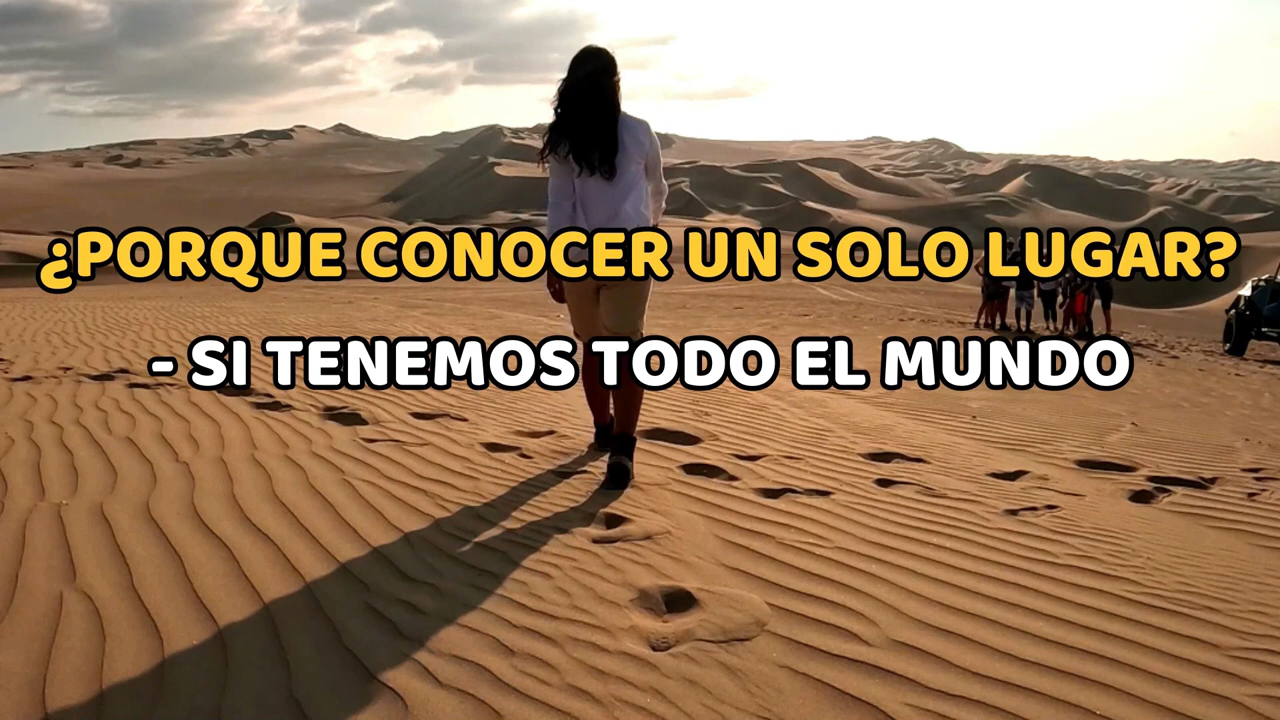 ¿PORQUE CONOCER UN SOLO LUGAR?
- SI TENEMOS TODO EL MUNDO